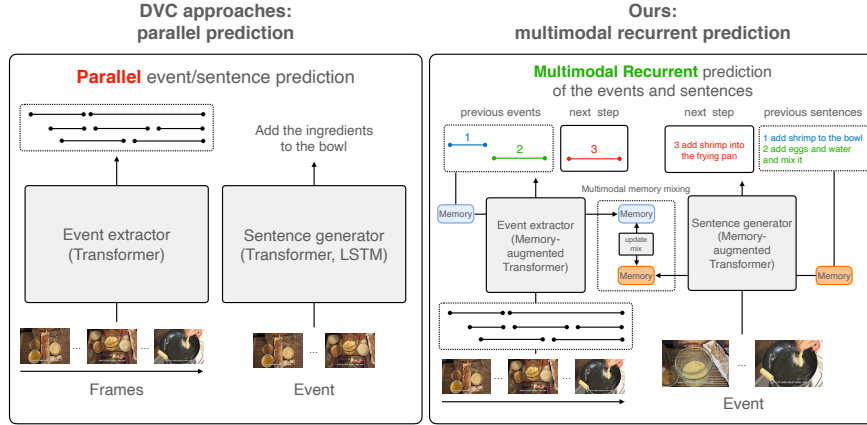 DVC approaches:
parallel prediction
Parallel event/sentence prediction
Add the ingredients
to the bowl
Event extractor
(Transformer)
Sentence generator
(Transformer, LSTM)
...
...
...
Frames
Event
Ours:
multimodal recurrent prediction
Multimodal Recurrent prediction
of the events and sentences
previous events
next step
next step
previous sentences
1
2
3
3 add shrimp into
the frying pan
1 add shrimp to the bowl
2 add eggs and water
and mix it
Multimodal memory mixing
Memory
Event extractor
(Memory-
augmented
Transformer)
Memory
update
mix
Memory
Sentence generator
(Memory-
augmented
Transformer)
Memory
...
...
...
Event